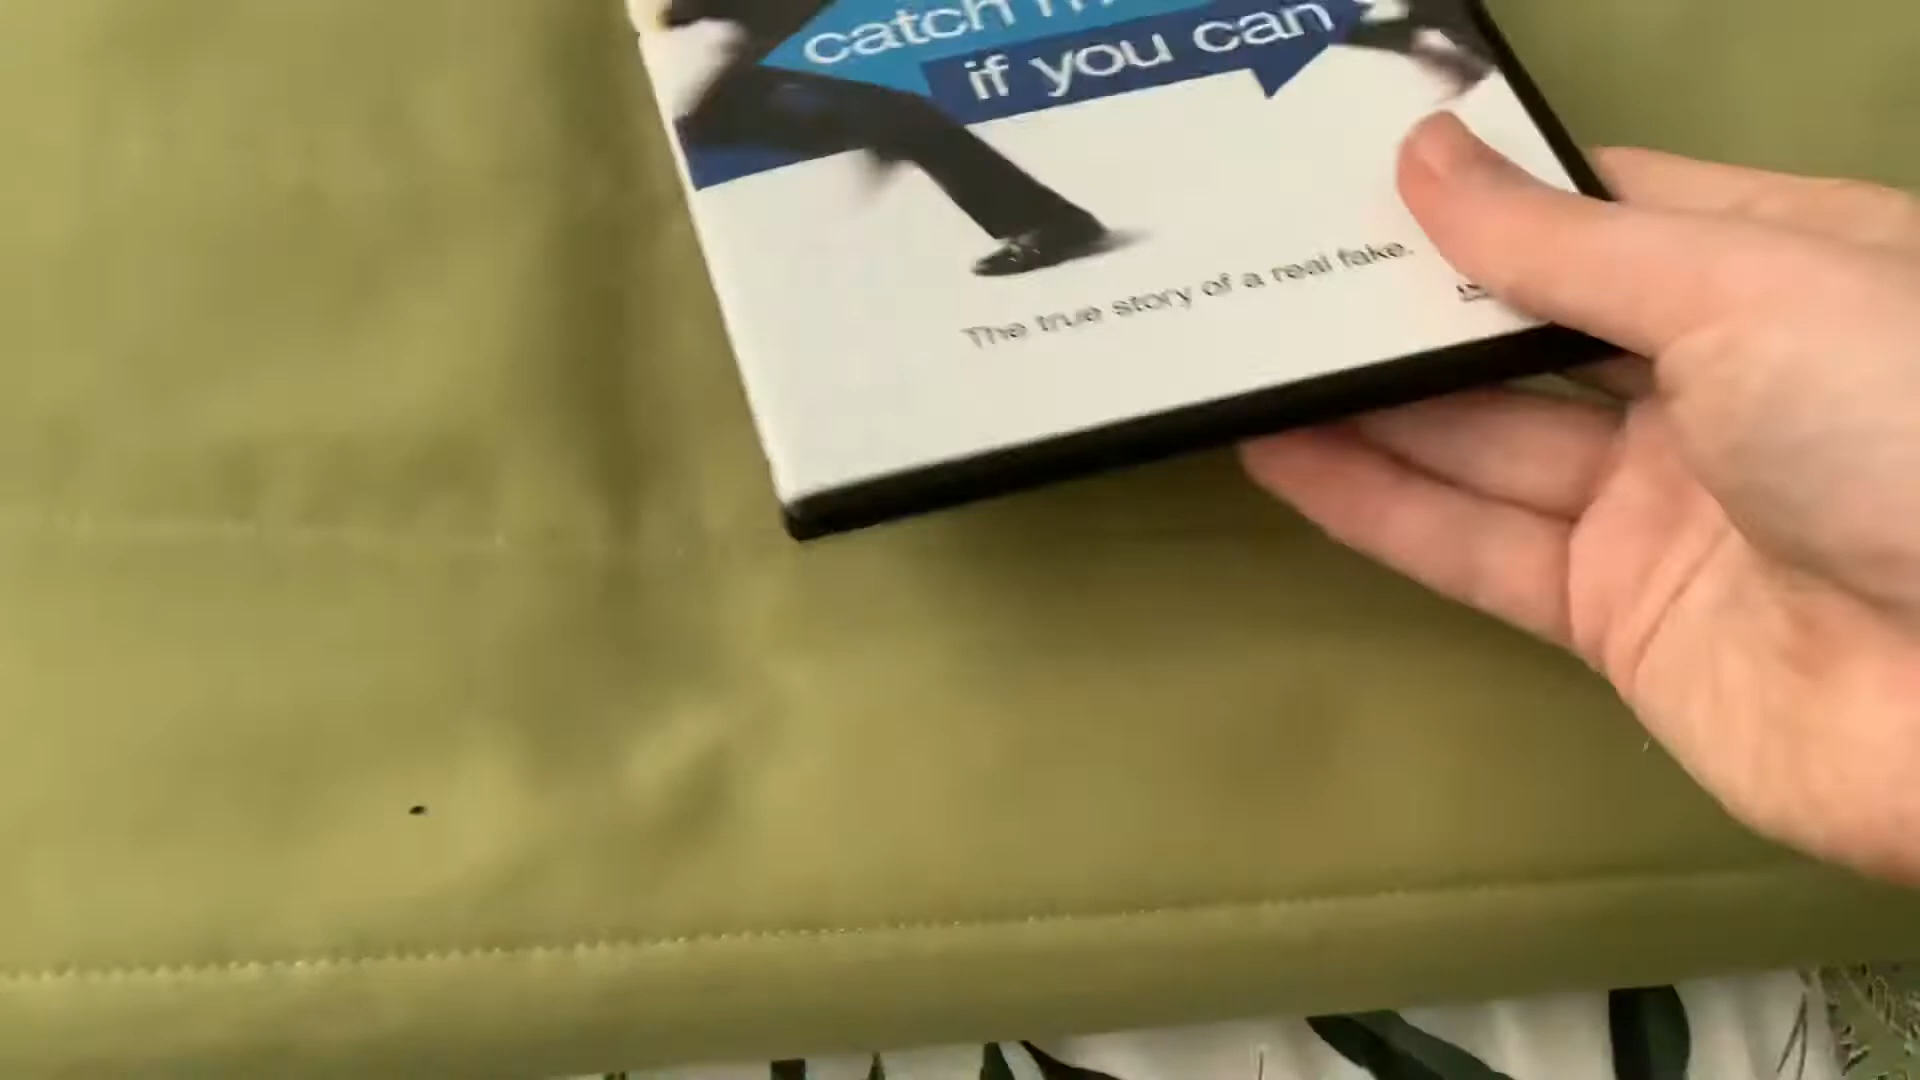 catch
if you can
The true story of a real fake.